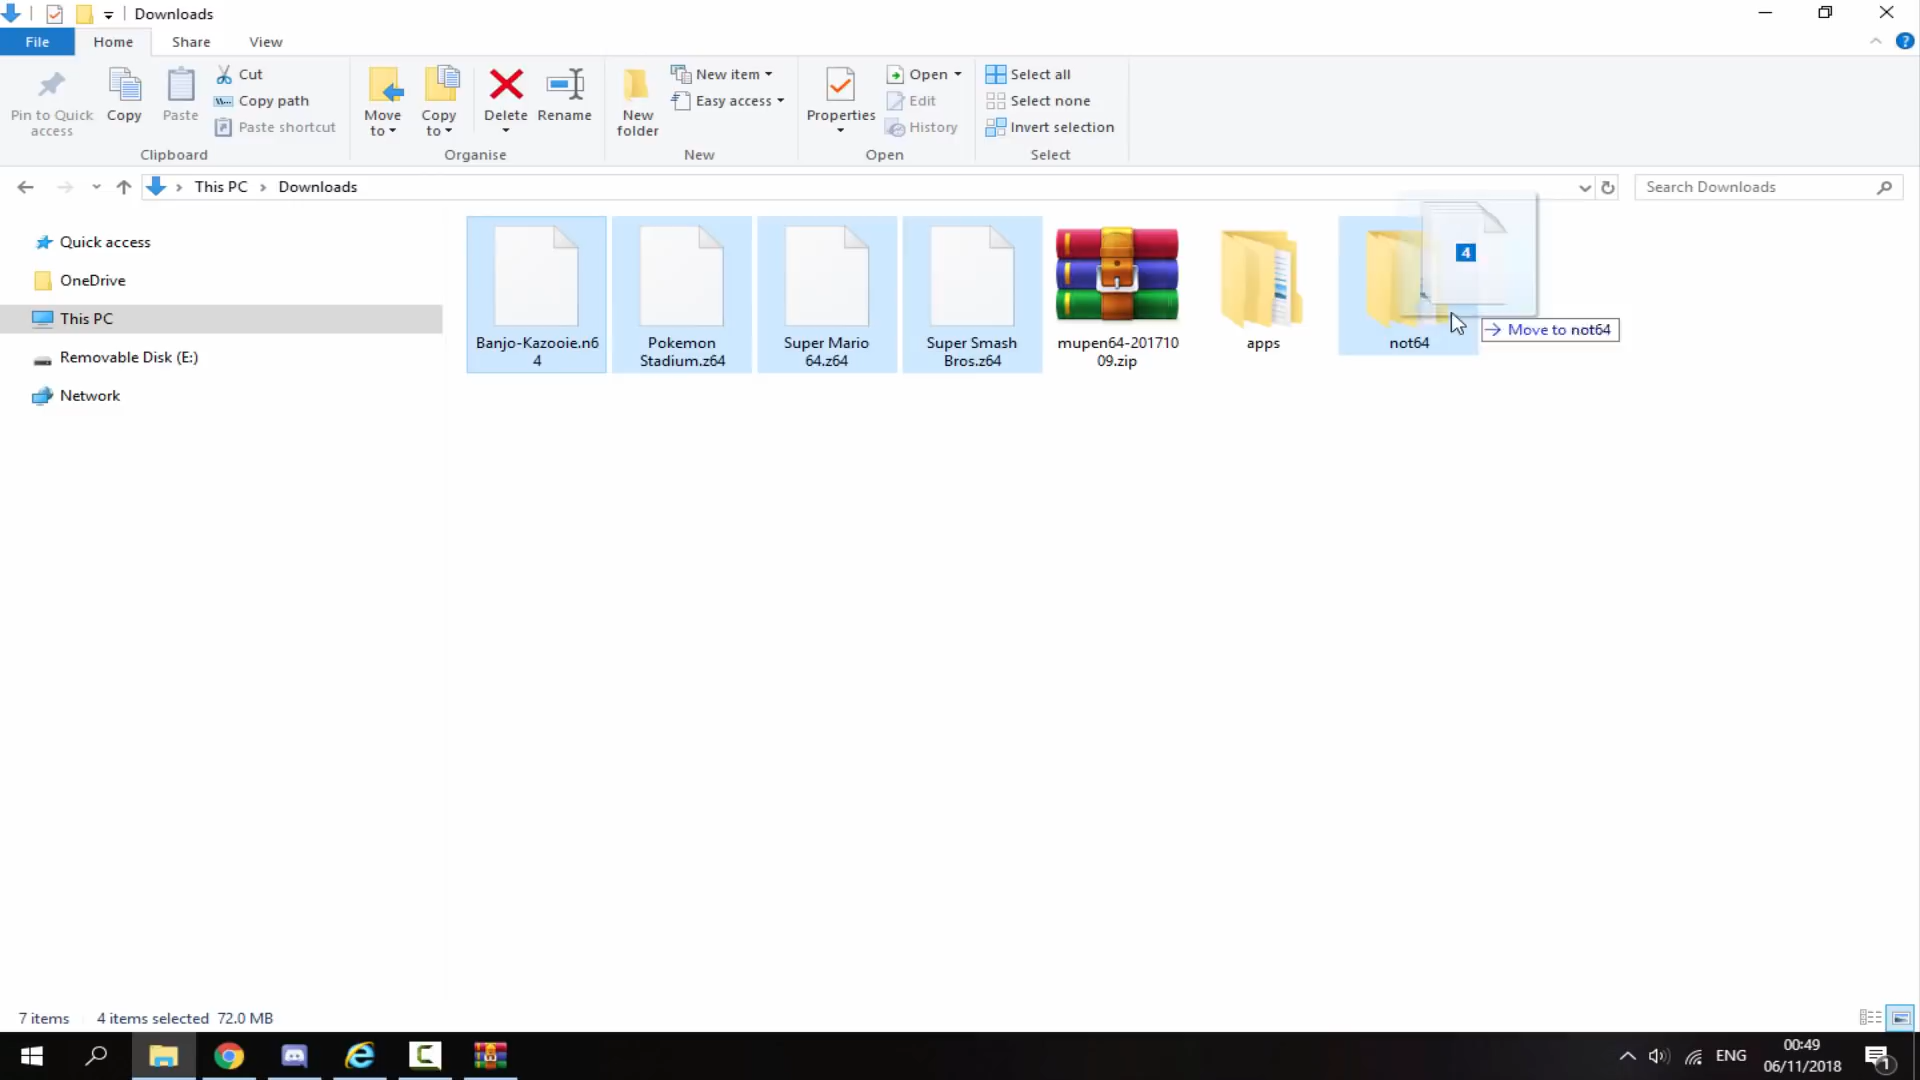 Downloads
File Home Share View
Pin to Quick access
Copy
Paste
Cut
Copy path
Paste shortcut
Clipboard
Move to
Copy to
Delete
Rename
Organise
New folder
New item
Easy access
New
Properties
Open
Edit
History
Open
Select all
Select none
Invert selection
Select
This PC
Downloads
Search Downloads
Quick access
OneDrive
This PC
Removable Disk (E:)
Network
Banjo-Kazooie.n6
4
Pokemon
Stadium.z64
Super Mario
64.z64
Super Smash
Bros.z64
mupen64-201710
09.zip
apps
not64
4
Move to not64
7 items 4 items selected 72.0 MB
ENG
00:49
06/11/2018
1